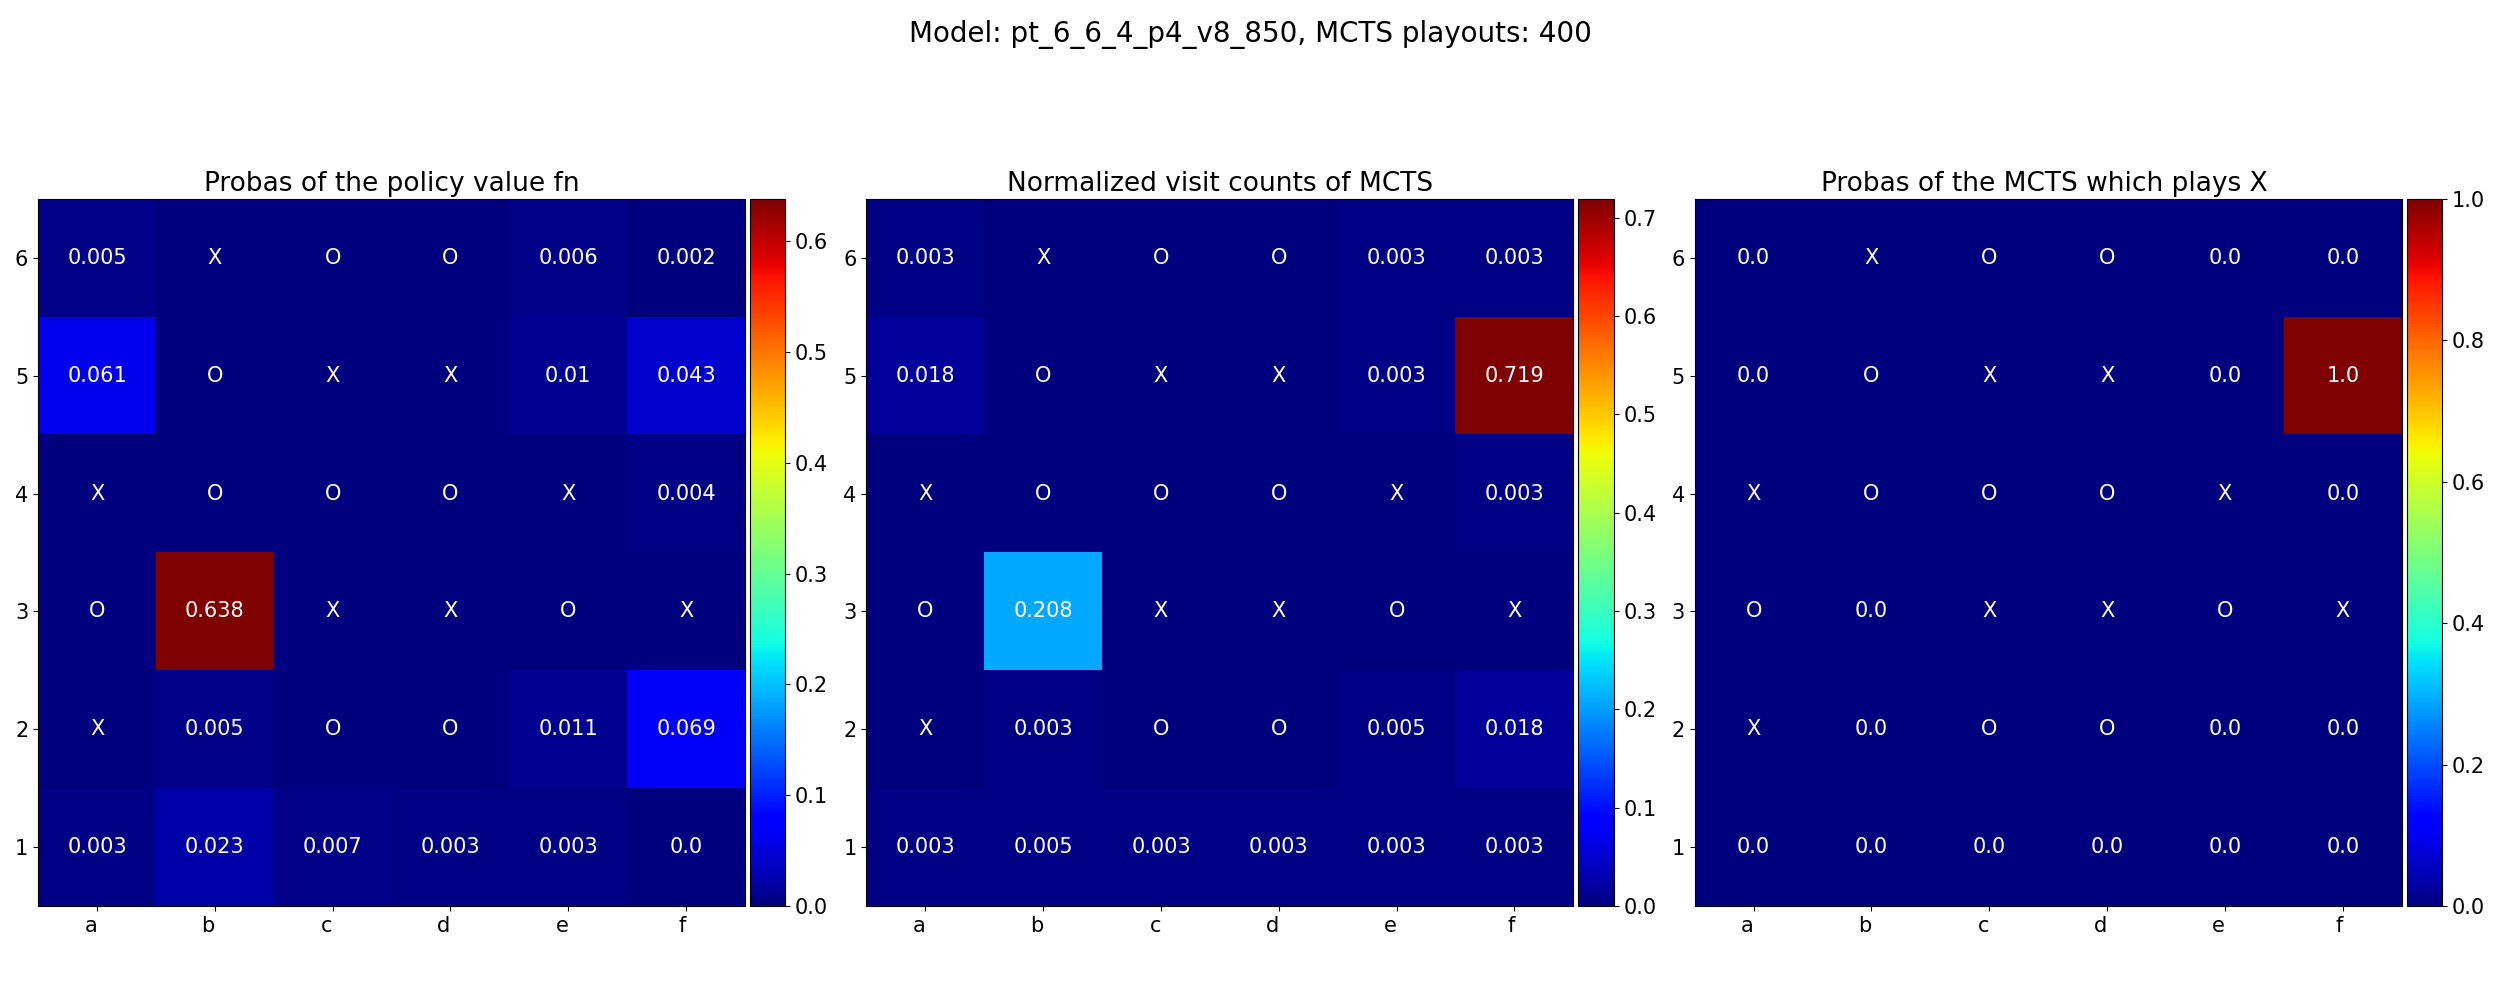 Model: pt_6_6_4_p4_v8_850, MCTS playouts: 400
Probas of the policy value fn
6 0.005 X O O 0.006 0.002
5 0.061 O X X 0.01 0.043
4 X O O O X 0.004
3 O 0.638 X X O X
2 X 0.005 O O 0.011 0.069
1 0.003 0.023 0.007 0.003 0.003 0.0
a b c d e f
0.6
0.5
0.4
0.3
0.2
0.1
0.0
Normalized visit counts of MCTS
6 0.003 X O O 0.003 0.003
5 0.018 O X X 0.003 0.719
4 X O O O X 0.003
3 O 0.208 X X O X
2 X 0.003 O O 0.005 0.018
1 0.003 0.005 0.003 0.003 0.003 0.003
a b c d e f
0.7
0.6
0.5
0.4
0.3
0.2
0.1
0.0
Probas of the MCTS which plays X
6 0.0 X O O 0.0 0.0
5 0.0 O X X 0.0 1.0
4 X O O O X 0.0
3 O 0.0 X X O X
2 X 0.0 O O 0.0 0.0
1 0.0 0.0 0.0 0.0 0.0 0.0
a b c d e f
1.0
0.8
0.6
0.4
0.2
0.0